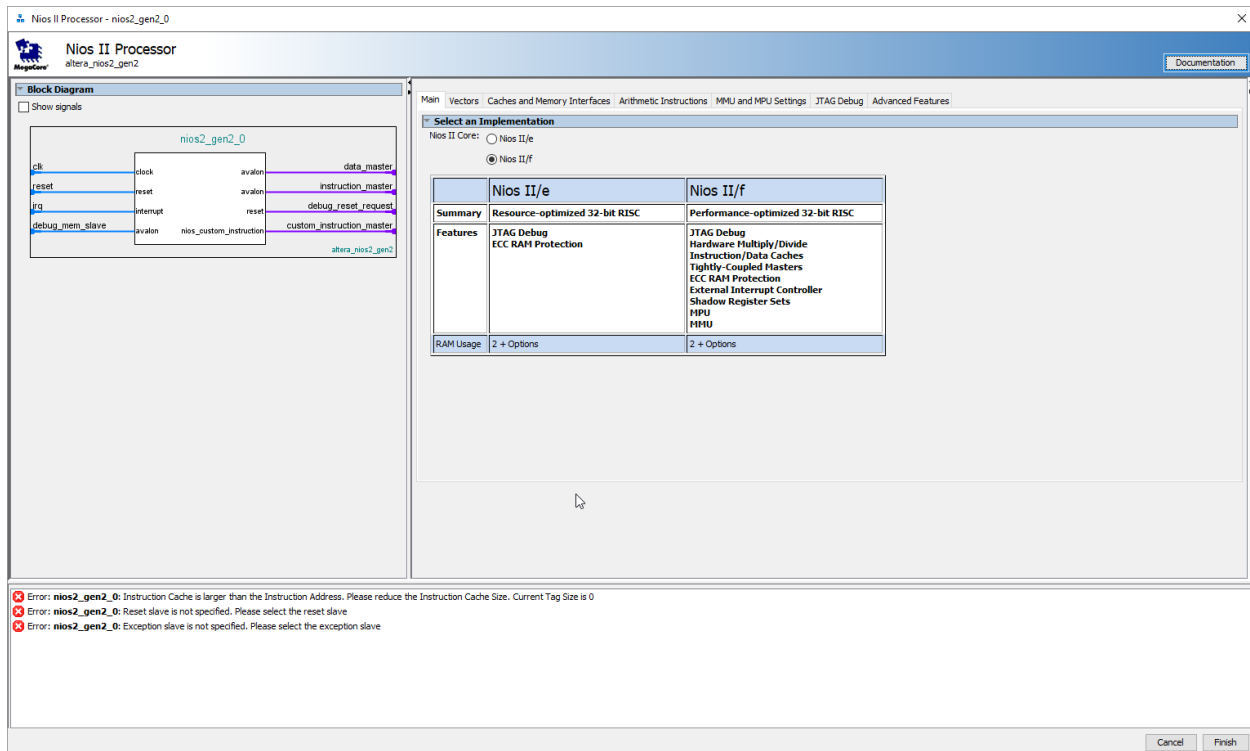 Nios II Processor - nios2_gen2_0
MegaCore'
Nios II Processor
altera_nios2_gen2
Documentation
Block Diagram
Show signals
nios2_gen2_0
clk
clock
avalon
data_master
reset
reset
avalon
instruction_master
irq
interrupt
reset
debug_reset_request
debug_mem_slave
avalon
nios_custom_instruction
custom_instruction_master
altera_nios2_gen2
Main Vectors Caches and Memory Interfaces Arithmetic Instructions MMU and MPU Settings JTAG Debug Advanced Features
Select an Implementation
Nios II Core: Nios II/e
Nios II/f
Nios II/e Nios II/f
Summary Resource-optimized 32-bit RISC Performance-optimized 32-bit RISC
Features JTAG Debug JTAG Debug
ECC RAM Protection Hardware Multiply/Divide
Instruction/Data Caches
Tightly-Coupled Masters
ECC RAM Protection
External Interrupt Controller
Shadow Register Sets
MPU
MMU
RAM Usage 2 + Options 2 + Options
Error: nios2_gen2_0: Instruction Cache is larger than the Instruction Address. Please reduce the Instruction Cache Size. Current Tag Size is 0
Error: nios2_gen2_0: Reset slave is not specified. Please select the reset slave
Error: nios2_gen2_0: Exception slave is not specified. Please select the exception slave
Cancel Finish